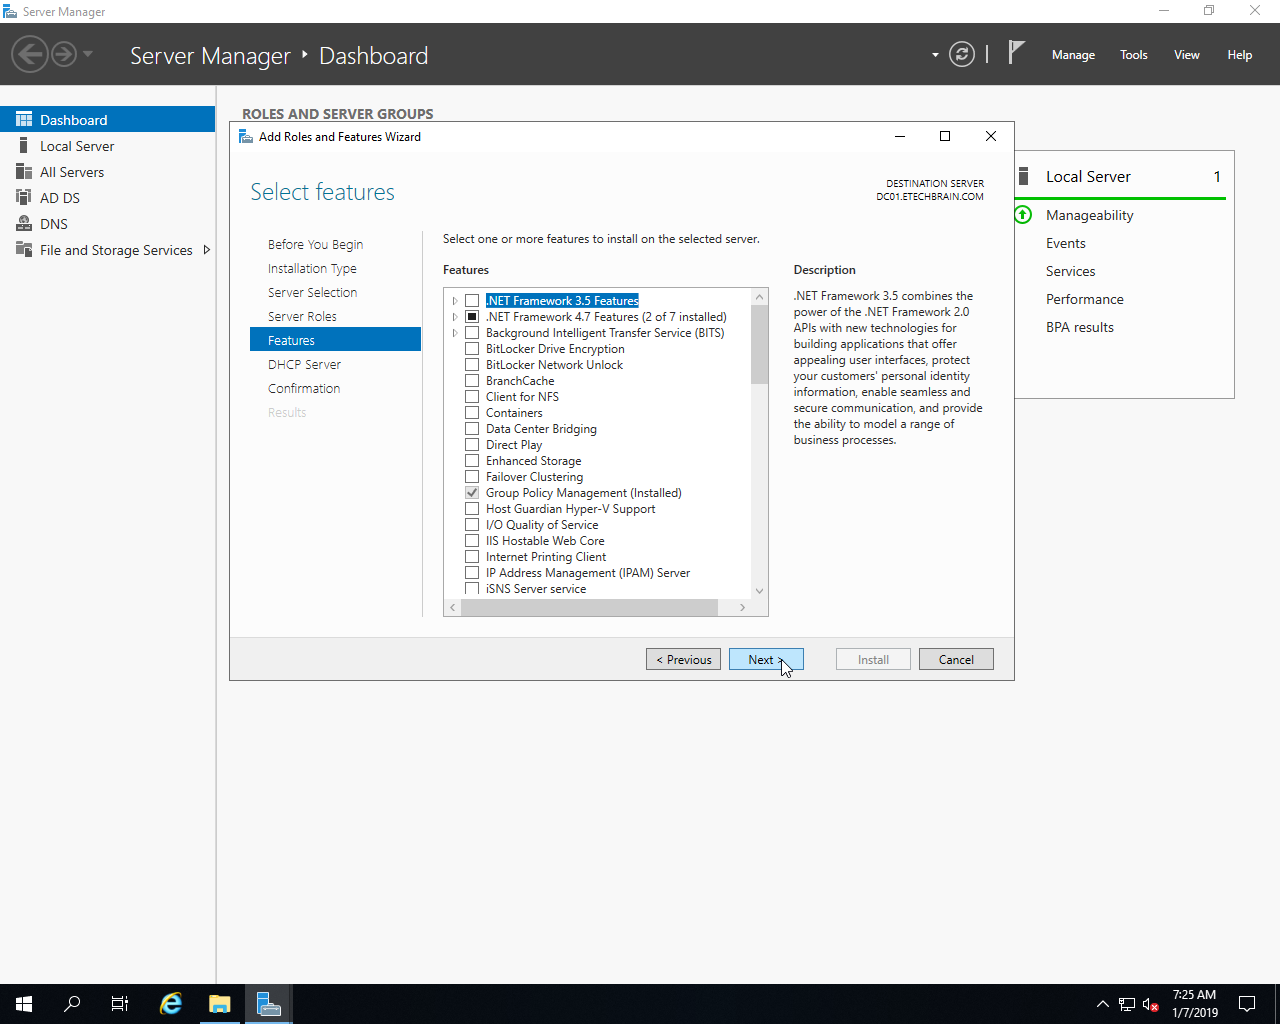 Server Manager
Server Manager ‣ Dashboard
Manage
Tools
View
Help
Dashboard
Local Server
All Servers
AD DS
DNS
File and Storage Services
ROLES AND SERVER GROUPS
Add Roles and Features Wizard
Select features
DESTINATION SERVER
DC01.ETECHBRAIN.COM
Before You Begin
Installation Type
Server Selection
Server Roles
Features
DHCP Server
Confirmation
Results
Select one or more features to install on the selected server.
Features
.NET Framework 3.5 Features
.NET Framework 4.7 Features (2 of 7 installed)
Background Intelligent Transfer Service (BITS)
BitLocker Drive Encryption
BitLocker Network Unlock
BranchCache
Client for NFS
Containers
Data Center Bridging
Direct Play
Enhanced Storage
Failover Clustering
Group Policy Management (Installed)
Host Guardian Hyper-V Support
I/O Quality of Service
IIS Hostable Web Core
Internet Printing Client
IP Address Management (IPAM) Server
iSNS Server service
Description
.NET Framework 3.5 combines the
power of the .NET Framework 2.0
APIs with new technologies for
building applications that offer
appealing user interfaces, protect
your customers' personal identity
information, enable seamless and
secure communication, and provide
the ability to model a range of
business processes.
< Previous
Next >
Install
Cancel
Local Server 1
Manageability
Events
Services
Performance
BPA results
7:25 AM
1/7/2019